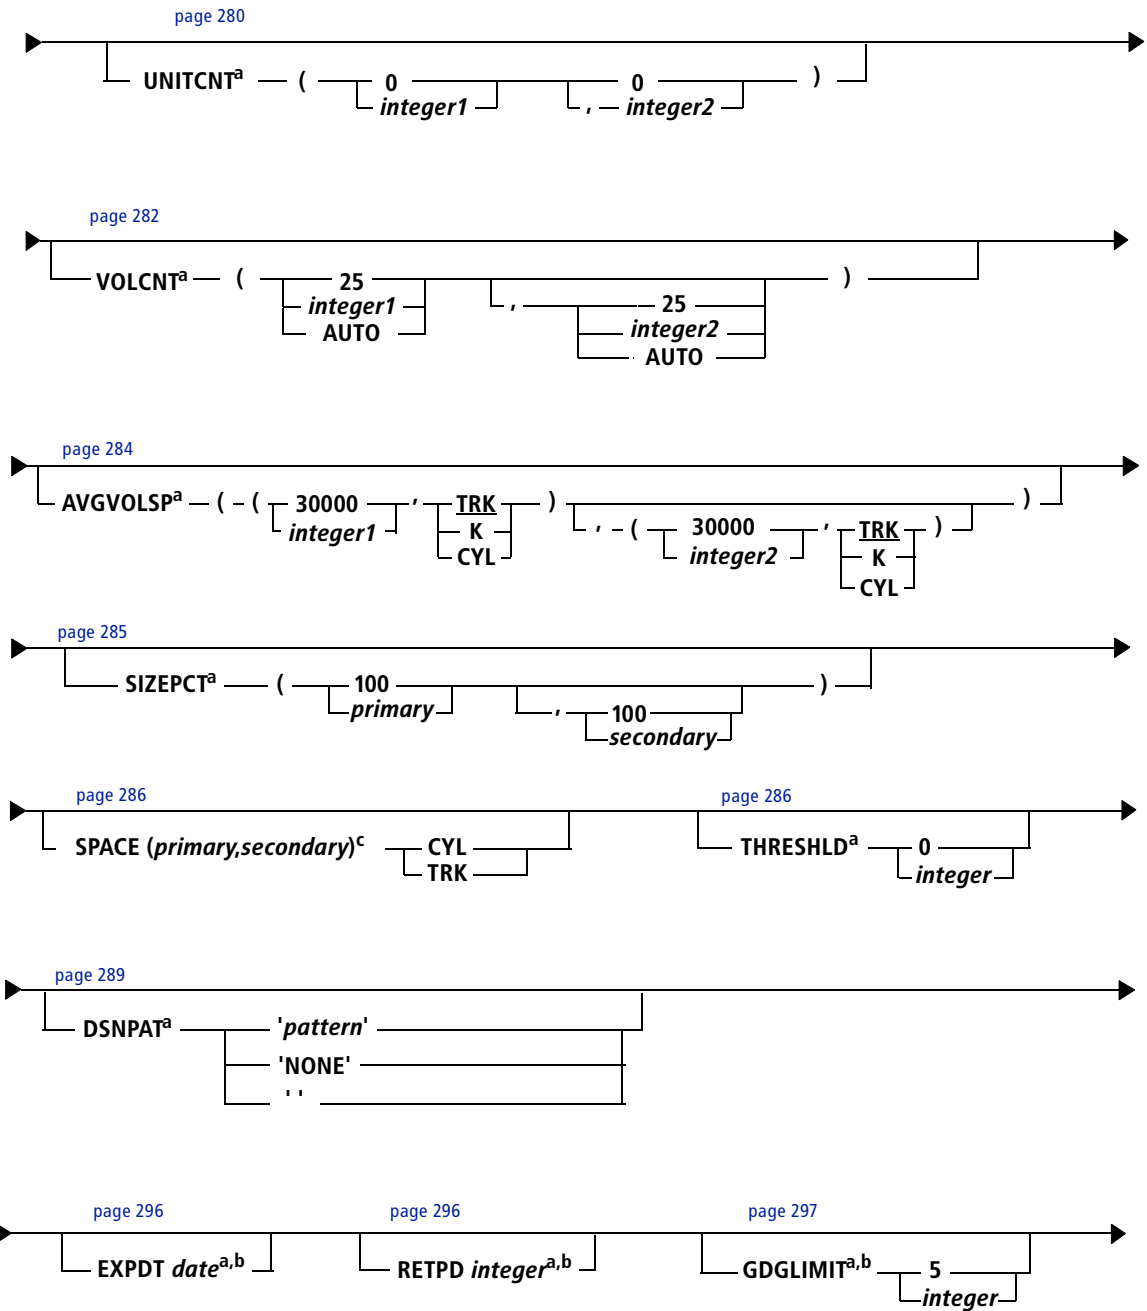 page 280
UNITCNTa ( 0 0 )
integer1 , integer2
page 282
VOLCNTa ( 25 )
integer1 , 25
AUTO integer2
AUTO
page 284
AVGVOLSPa ( ( 30000 , TRK ) )
integer1 K , ( 30000 , TRK )
CYL integer2 K
CYL
page 285
SIZEPCTa ( 100 )
primary , 100
secondary
page 286 page 286
SPACE (primary,secondary)c CYL THRESHLDa 0
TRK integer
page 289
DSNPATa 'pattern'
'NONE'
' '
page 296 page 296 page 297
EXPDT datea,b RETPD integera,b GDGLIMITa,b 5
integer